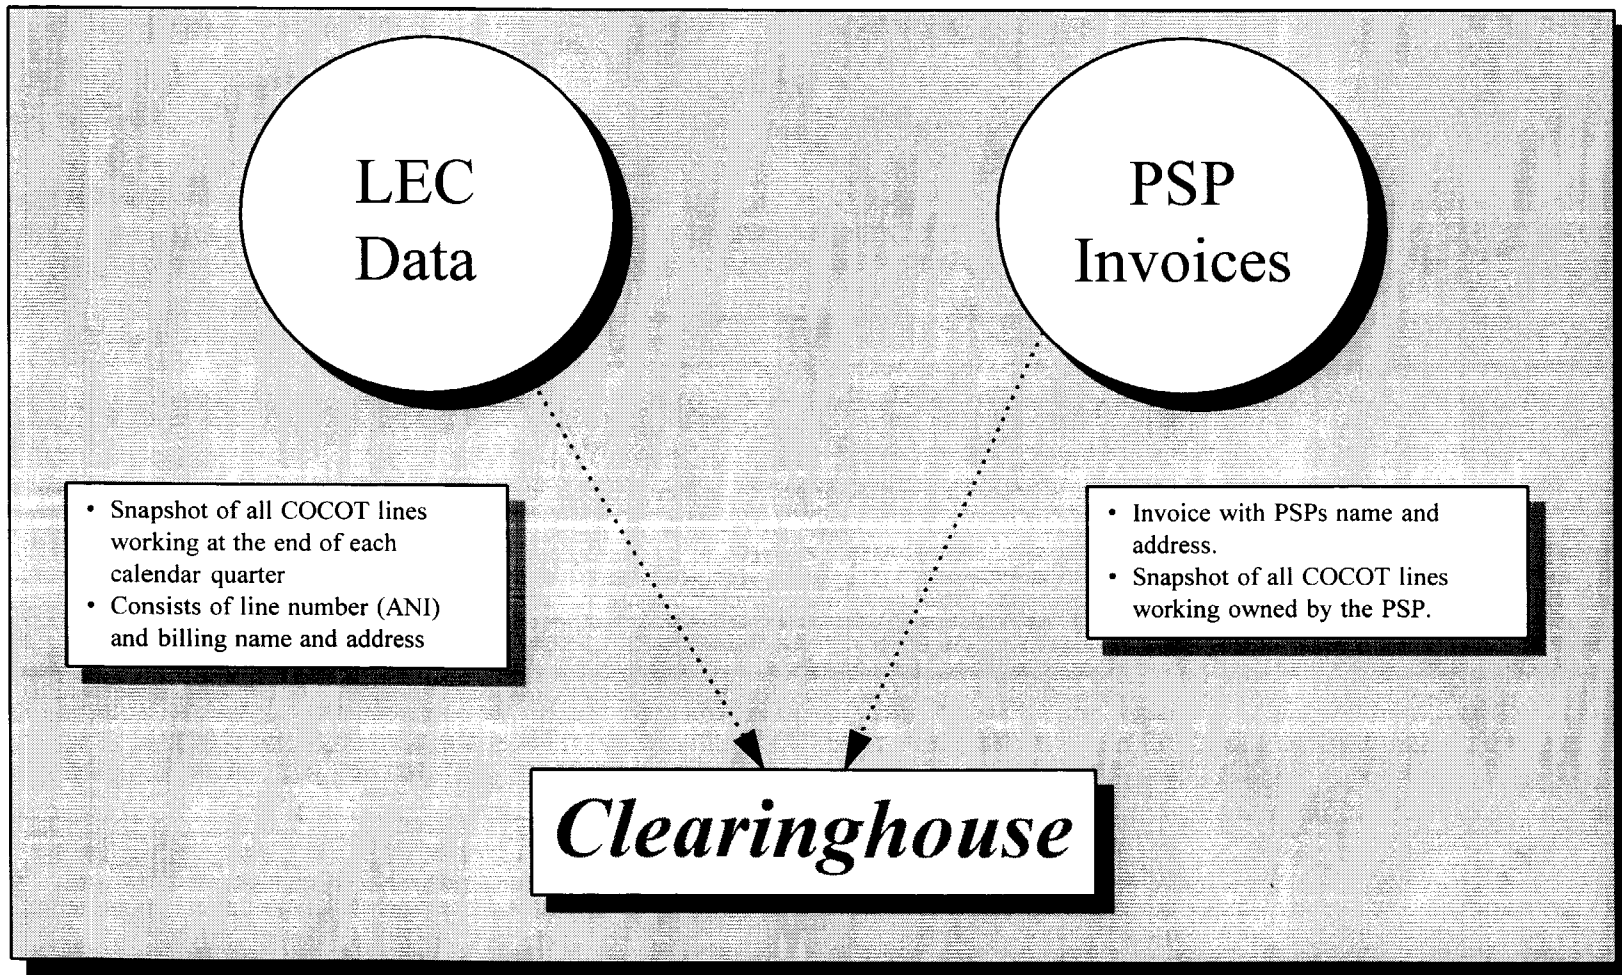 LEC
Data
PSP
Invoices
• Snapshot of all COCOT lines
working at the end of each
calendar quarter
• Consists of line number (ANI)
and billing name and address
• Invoice with PSPs name and
address.
• Snapshot of all COCOT lines
working owned by the PSP.
Clearinghouse